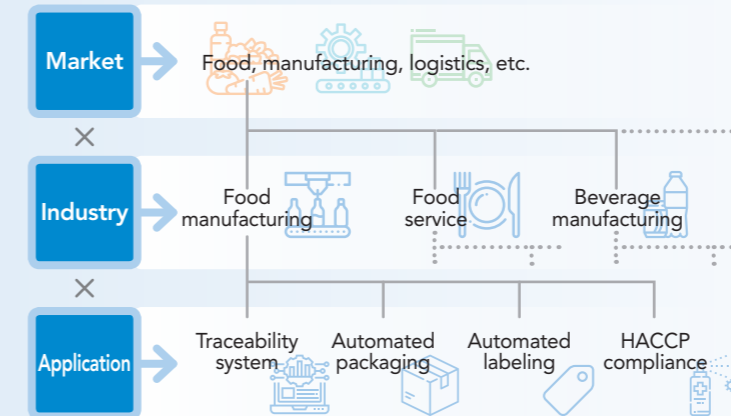 Market
Food, manufacturing, logistics, etc.
×
Industry
Food
manufacturing
Food
service
Beverage
manufacturing
×
Application
Traceability
system
Automated
packaging
Automated
labeling
HACCP
compliance